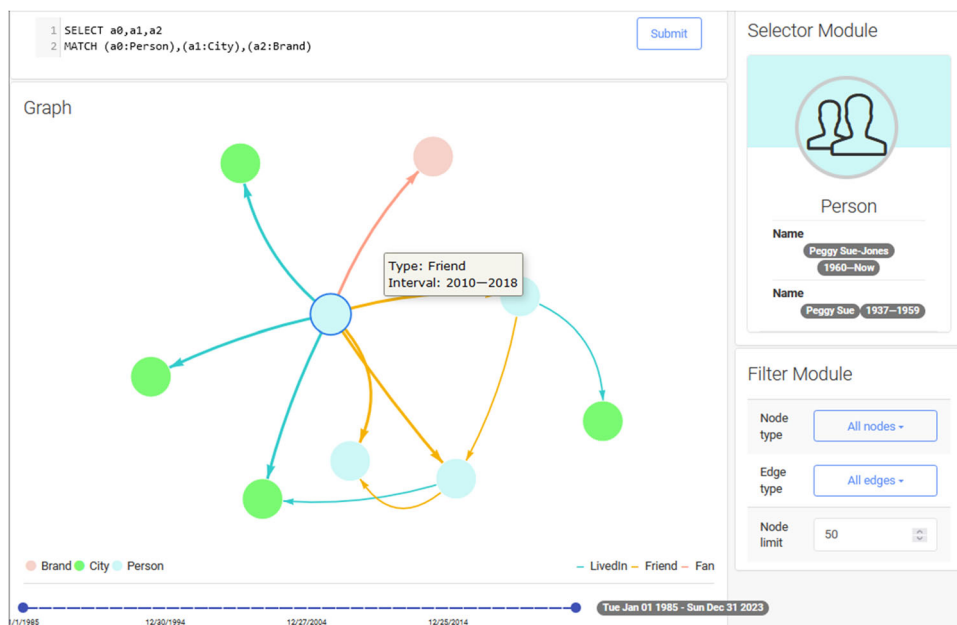 1 SELECT a0,a1,a2
2 MATCH (a0:Person),(a1:City),(a2:Brand)
Submit
Graph
Type: Friend
Interval: 2010—2018
Brand City Person
LivedIn Friend Fan
Tue Jan 01 1985 - Sun Dec 31 2023
1/1/1985 12/30/1994 12/27/2004 12/25/2014
Selector Module
Person
Name
Peggy Sue-Jones
1960—Now
Name
Peggy Sue 1937—1959
Filter Module
Node
type
All nodes
Edge
type
All edges
Node
limit
50